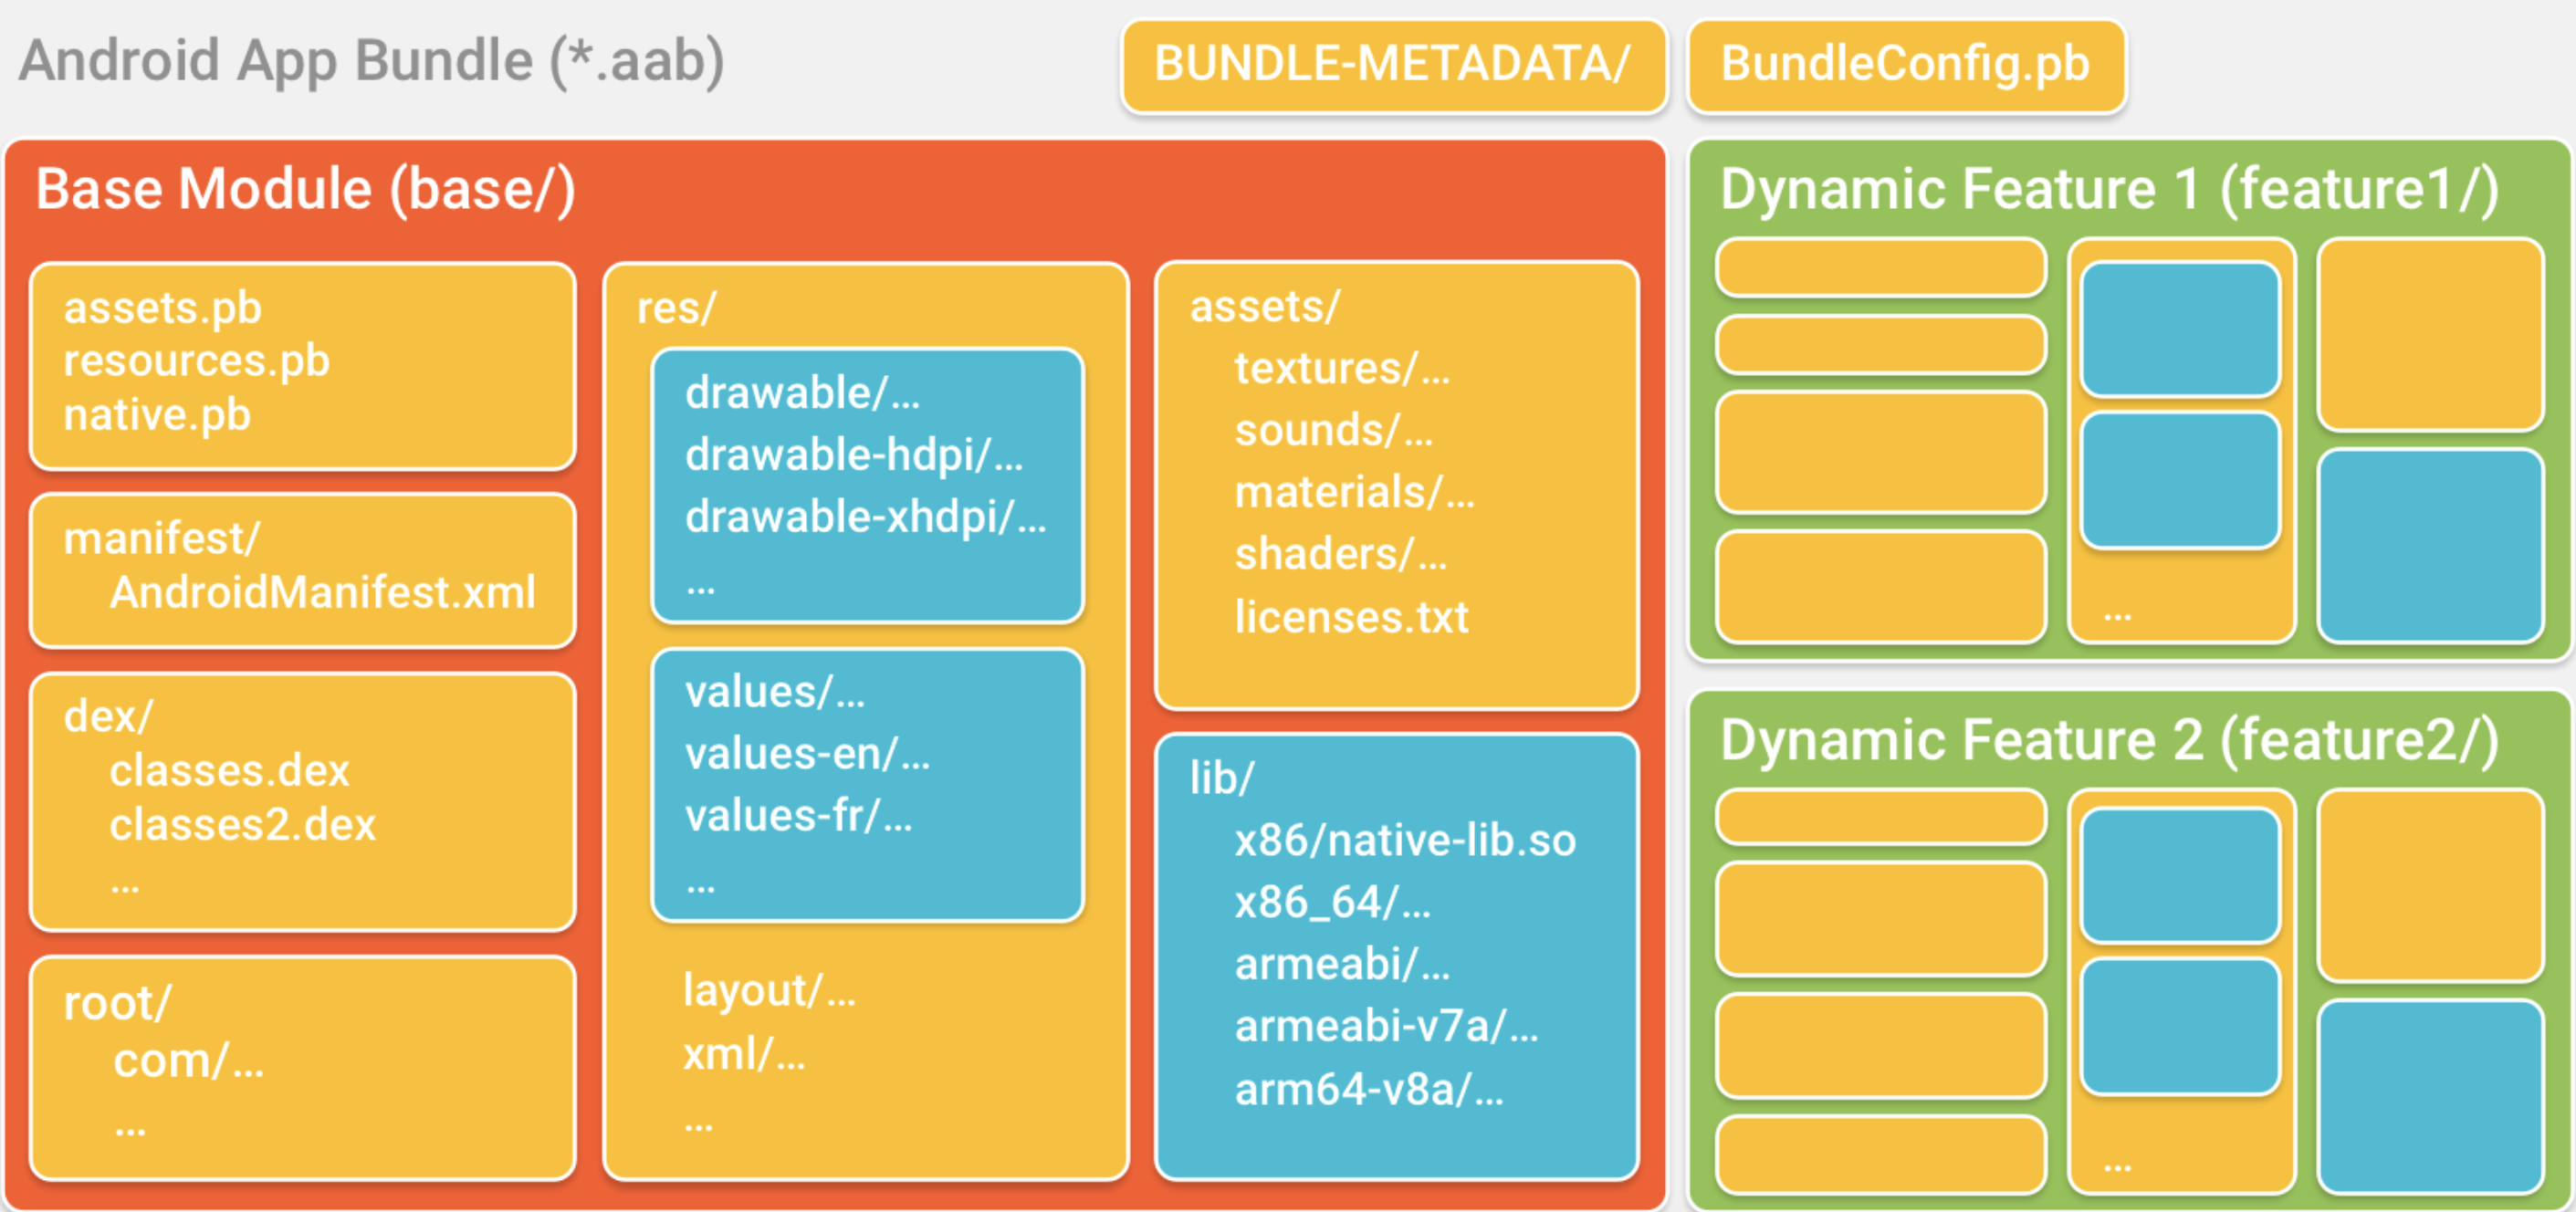 Android App Bundle (*.aab)
BUNDLE-METADATA/
BundleConfig.pb
Base Module (base/)
assets.pb
resources.pb
native.pb
manifest/
AndroidManifest.xml
dex/
classes.dex
classes2.dex
…
root/
com/…
…
res/
drawable/…
drawable-hdpi/…
drawable-xhdpi/…
…
values/…
values-en/…
values-fr/…
…
layout/…
xml/…
…
assets/
textures/…
sounds/…
materials/…
shaders/…
licenses.txt
lib/
x86/native-lib.so
x86_64/…
armeabi/…
armeabi-v7a/…
arm64-v8a/…
Dynamic Feature 1 (feature1/)
…
Dynamic Feature 2 (feature2/)
…